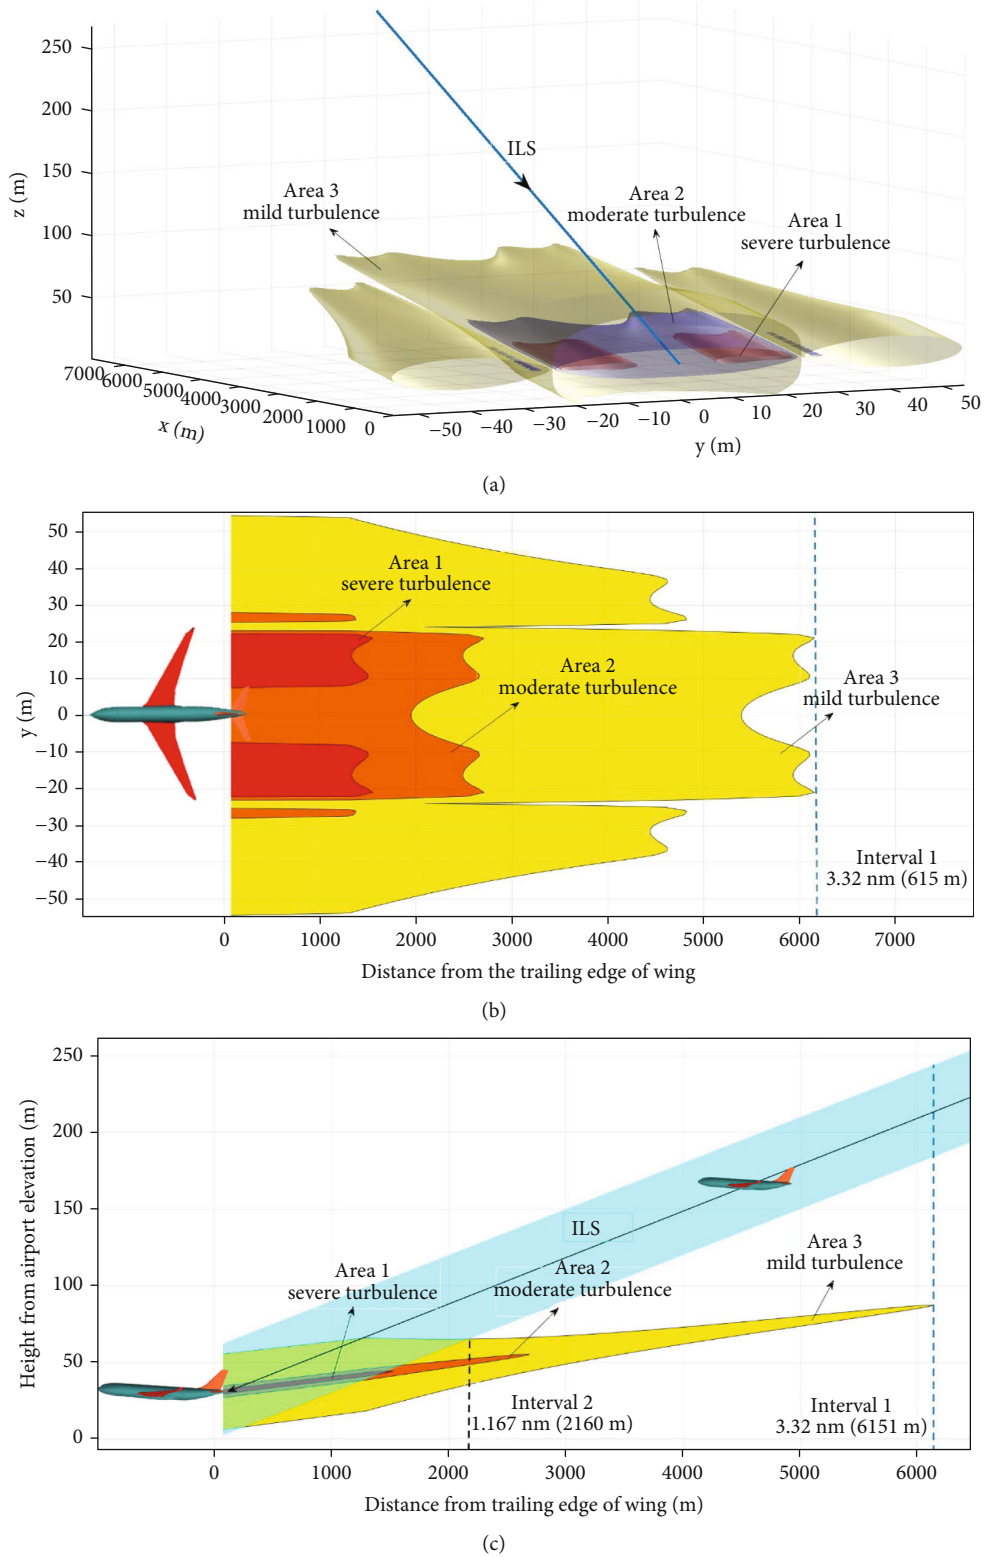 250
200
150
100
50
z (m)
ILS
Area 3
mild turbulence
Area 2
moderate turbulence
Area 1
severe turbulence
7000
6000
5000
4000
3000
2000
1000
0
x (m)
−50
−40
−30
−20
−10
0
10
20
30
40
50
y (m)
(a)
50
40
30
20
10
0
−10
−20
−30
−40
−50
y (m)
Area 1
severe turbulence
Area 2
moderate turbulence
Area 3
mild turbulence
Interval 1
3.32 nm (615 m)
0 1000 2000 3000 4000 5000 6000 7000
Distance from the trailing edge of wing
(b)
250
200
150
100
50
0
Height from airport elevation (m)
ILS
Area 1
severe turbulence
Area 2
moderate turbulence
Area 3
mild turbulence
Interval 2
1.167 nm (2160 m)
Interval 1
3.32 nm (6151 m)
0 1000 2000 3000 4000 5000 6000
Distance from trailing edge of wing (m)
(c)